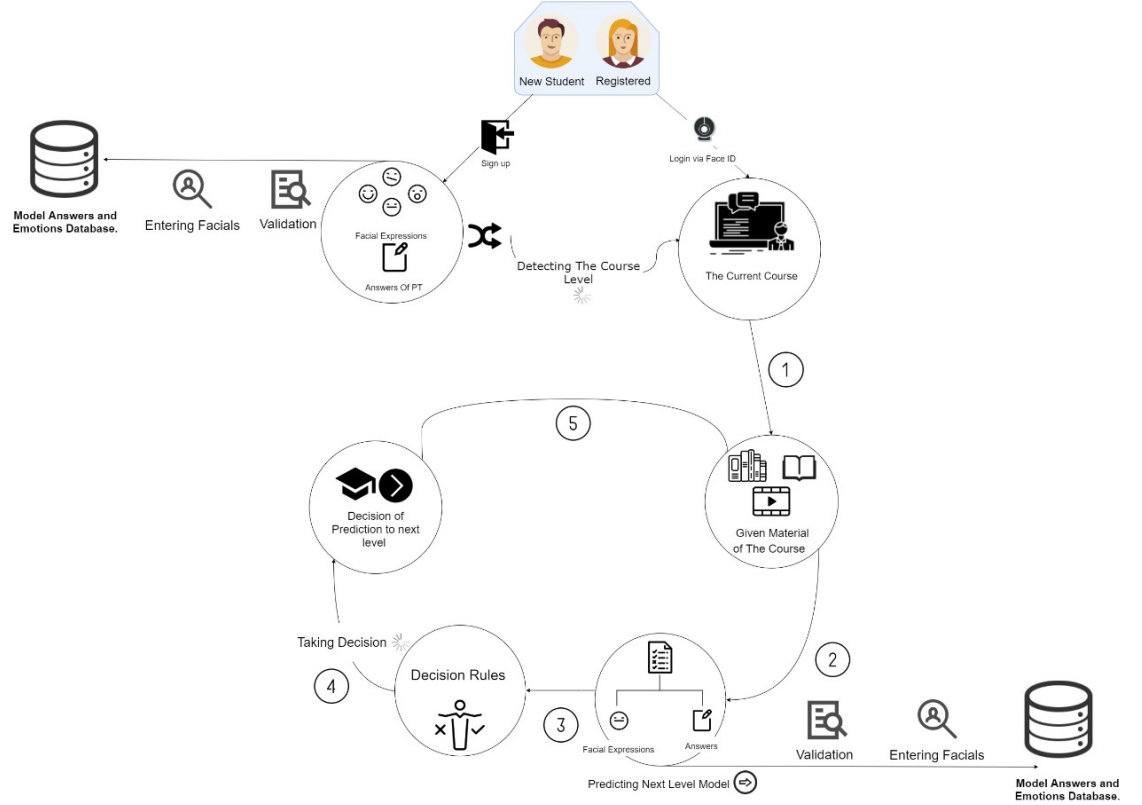 New Student
Registered
Sign up
Login via Face ID
Model Answers and
Emotions Database.
Entering Facials
Validation
Facial Expressions
Answers Of PT
Detecting The Course
Level
The Current Course
1
5
Decision of
Prediction to next
level
Given Material
of The Course
Taking Decision
4
Decision Rules
3
2
Facial Expressions
Answers
Predicting Next Level Model
Validation
Entering Facials
Model Answers and
Emotions Database.